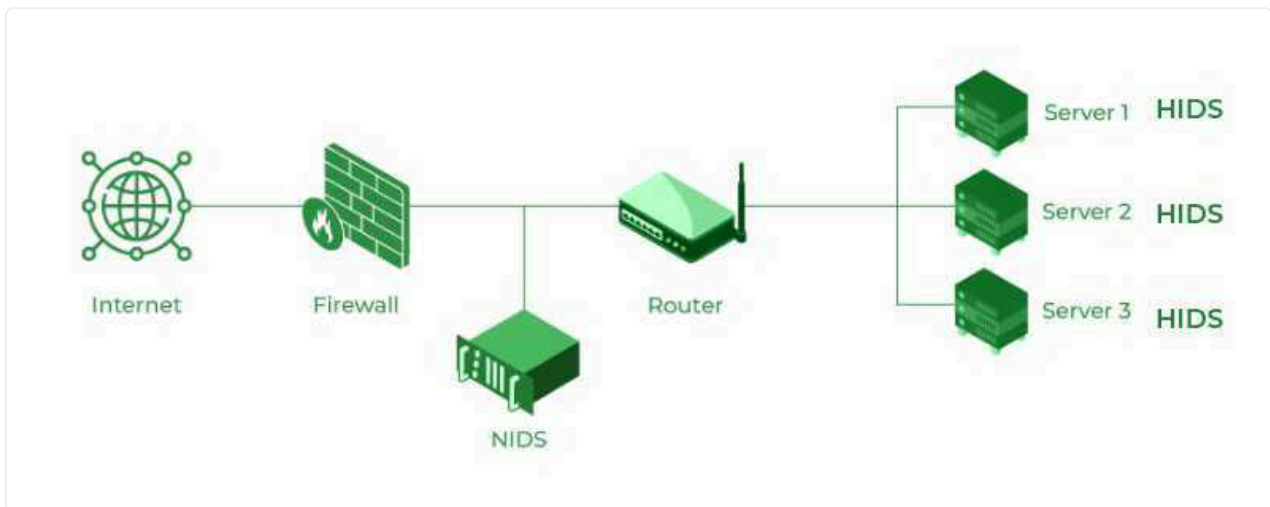 Server 1 HIDS
Server 2 HIDS
Internet
Firewall
Router
Server 3 HIDS
NIDS